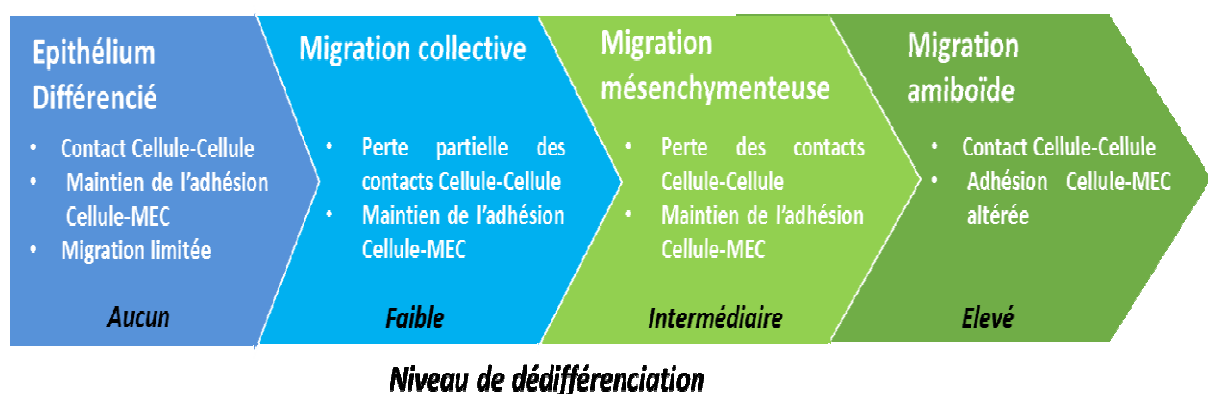 Epithélium
Différencié
• Contact Cellule-Cellule
• Maintien de l'adhésion
Cellule-MEC
• Migration limitée
Aucun
Migration collective
• Perte partielle des
contacts Cellule-Cellule
• Maintien de l'adhésion
Cellule-MEC
Faible
Migration
mésenchymenteuse
• Perte des contacts
Cellule-Cellule
• Maintien de l'adhésion
Cellule-MEC
Intermédiaire
Migration
amiboïde
• Contact Cellule-Cellule
• Adhésion Cellule-MEC
altérée
Elevé
Niveau de dédifférenciation